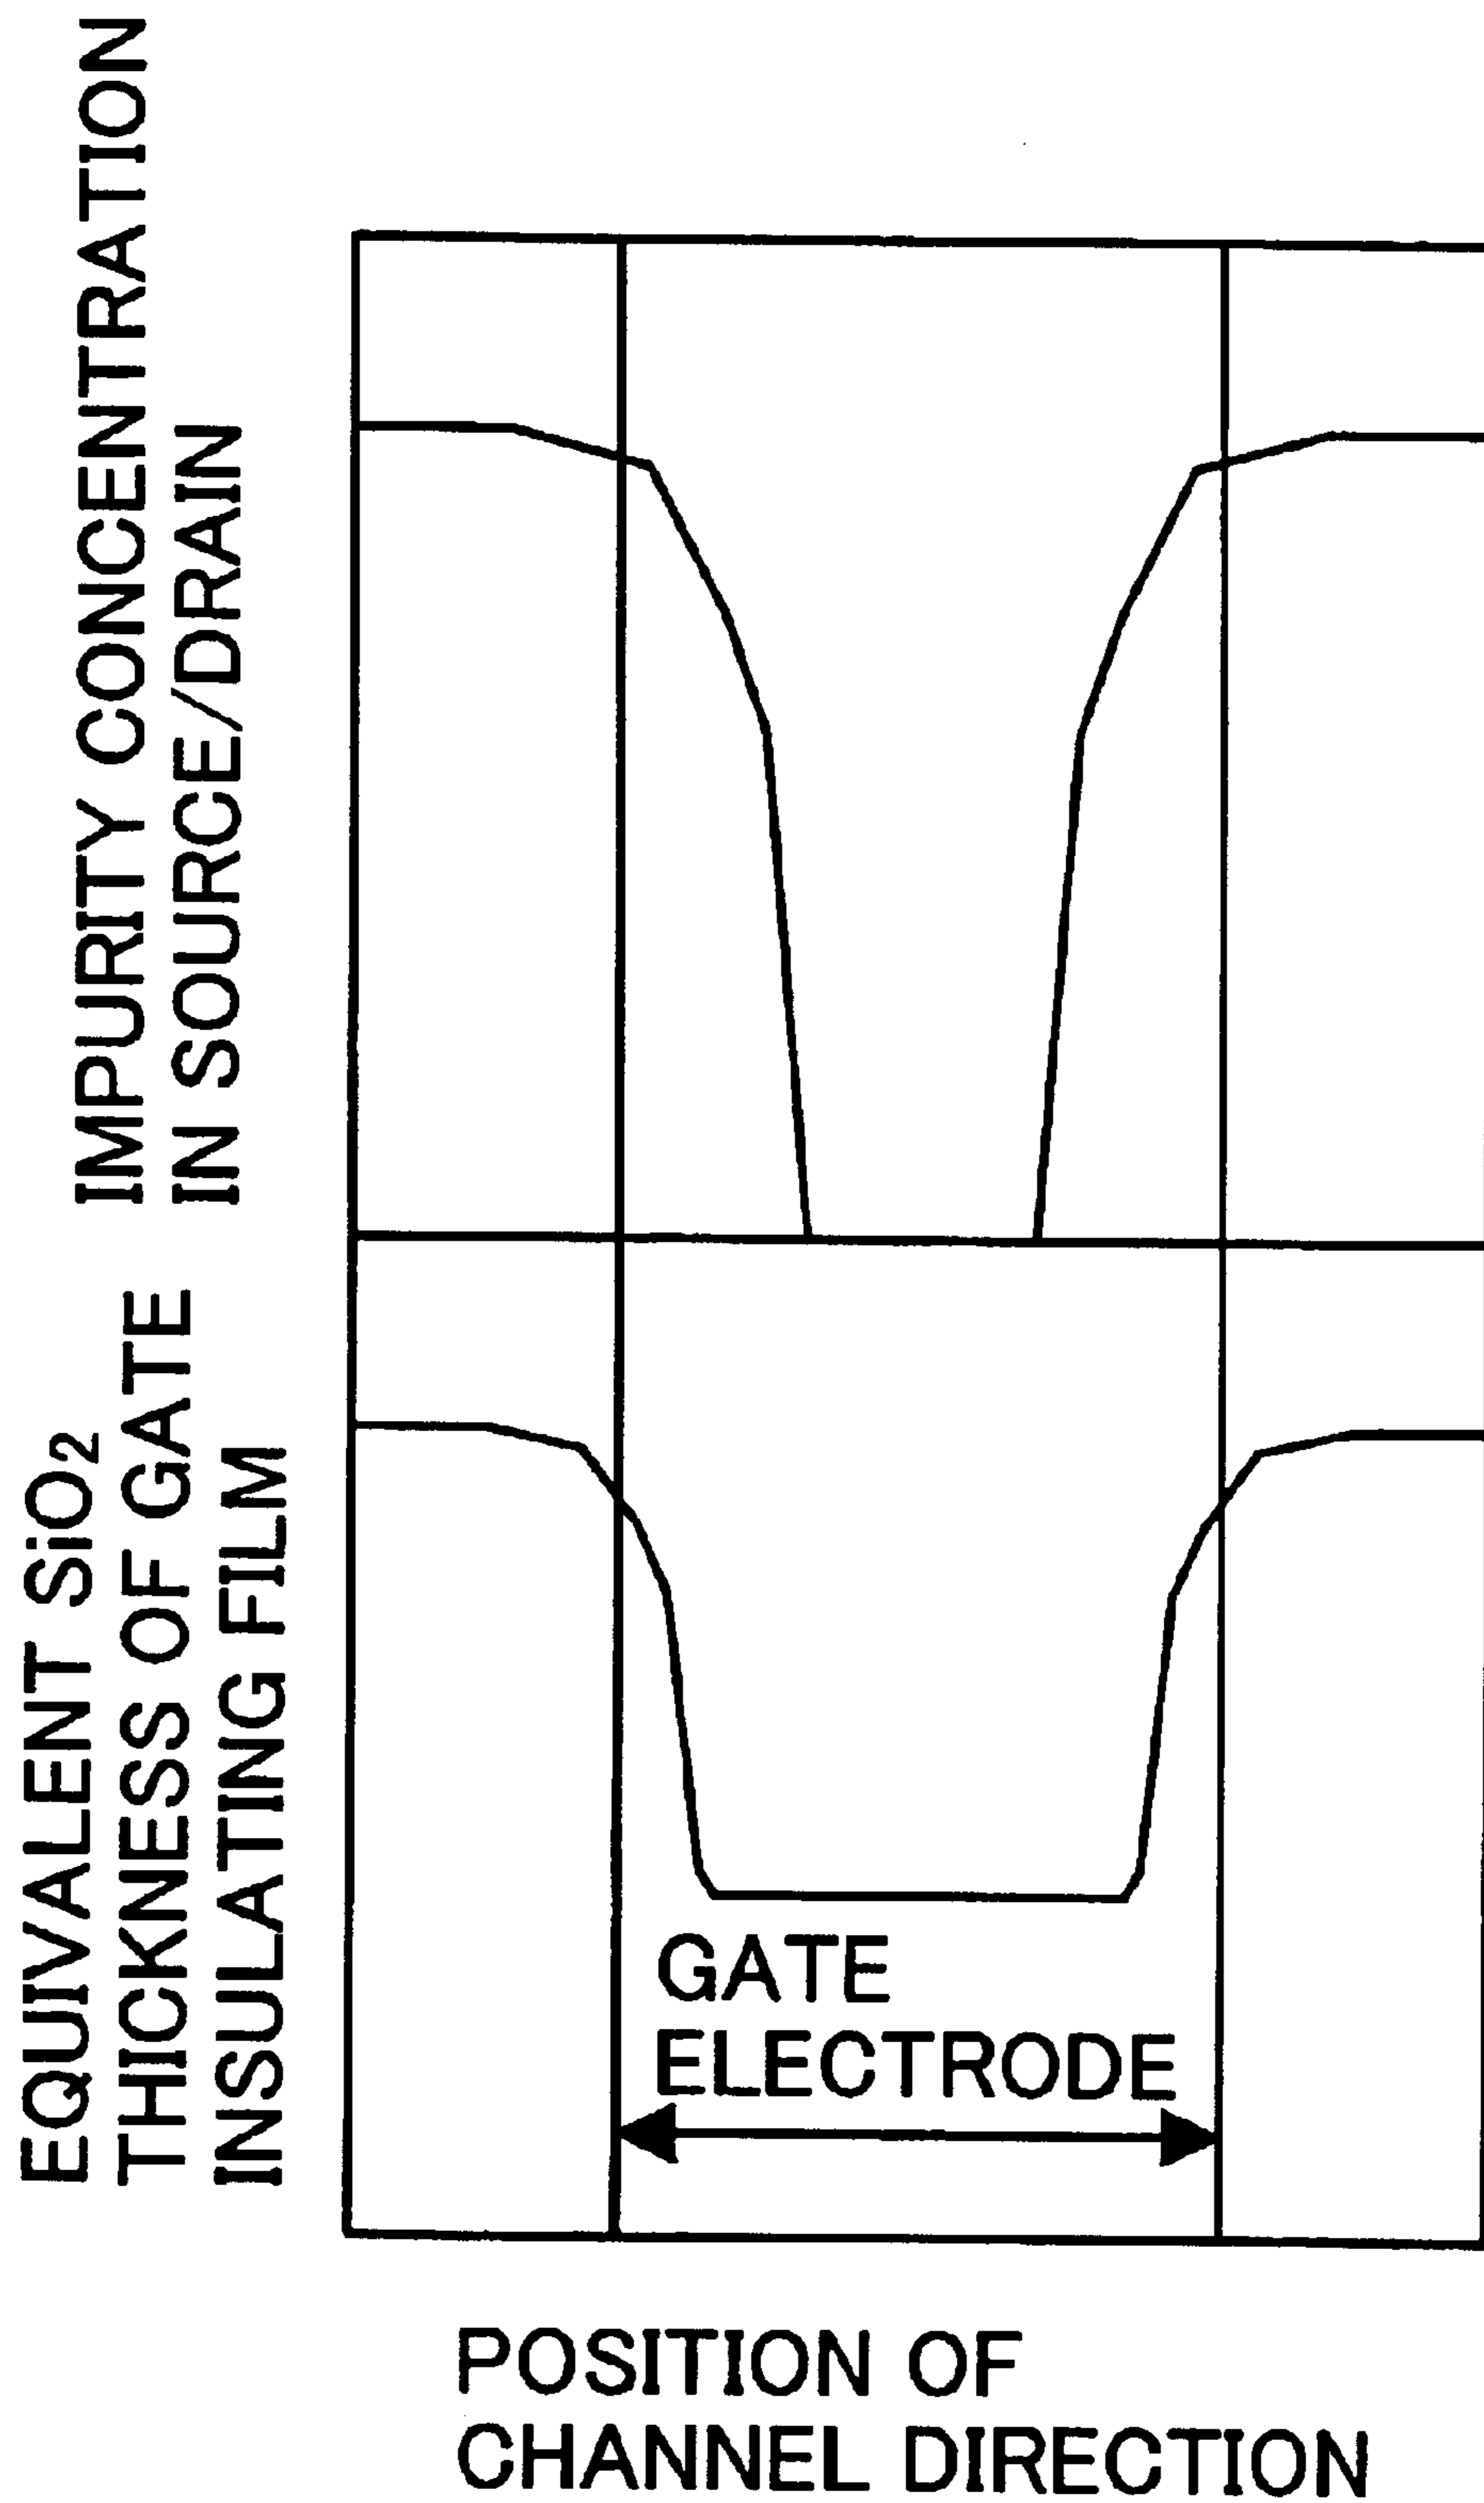 IMPURITY CONCENTRATION
IN SOURCE/DRAIN
EQUIVALENT SiO₂
THICKNESS OF GATE
INSULATING FILM
GATE
ELECTRODE
POSITION OF
CHANNEL DIRECTION